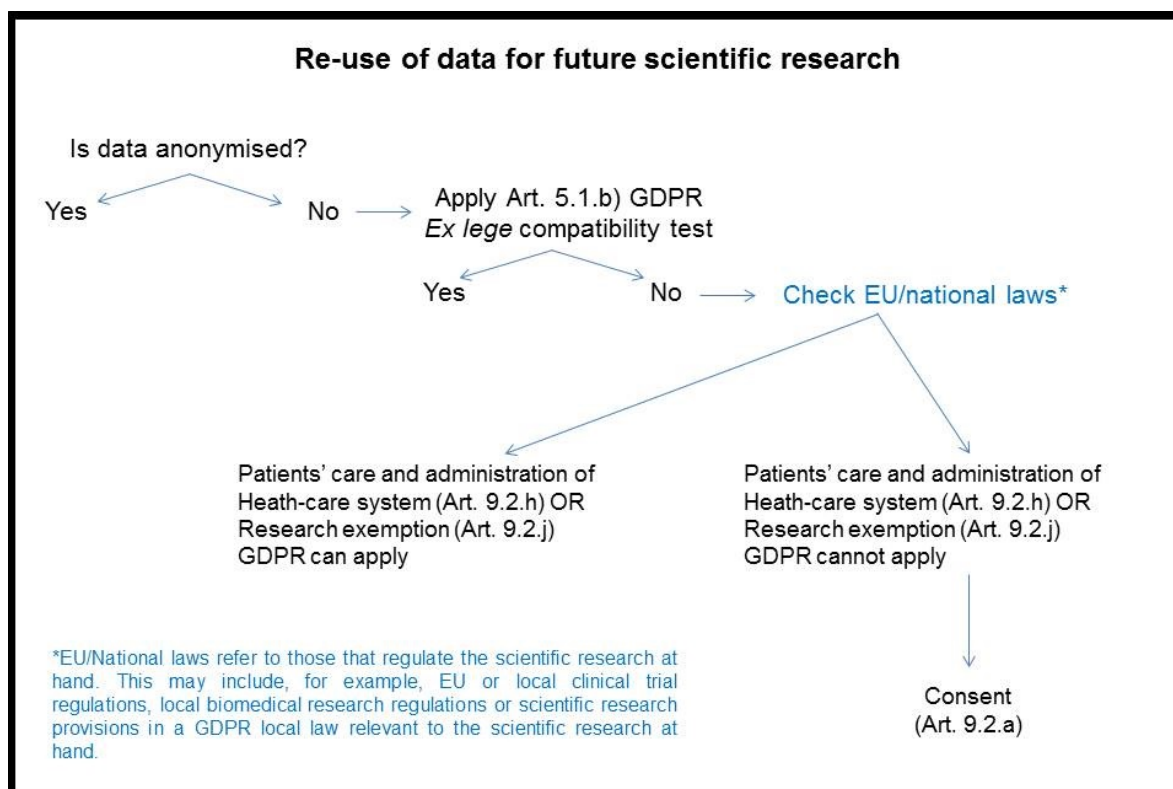 Re-use of data for future scientific research
Is data anonymised?
Yes
No
Apply Art. 5.1.b) GDPR
Ex lege compatibility test
Yes
No
Check EU/national laws*
Patients’ care and administration of
Heath-care system (Art. 9.2.h) OR
Research exemption (Art. 9.2.j)
GDPR can apply
Patients’ care and administration of
Heath-care system (Art. 9.2.h) OR
Research exemption (Art. 9.2.j)
GDPR cannot apply
*EU/National laws refer to those that regulate the scientific research at
hand. This may include, for example, EU or local clinical trial
regulations, local biomedical research regulations or scientific research
provisions in a GDPR local law relevant to the scientific research at
hand.
Consent
(Art. 9.2.a)